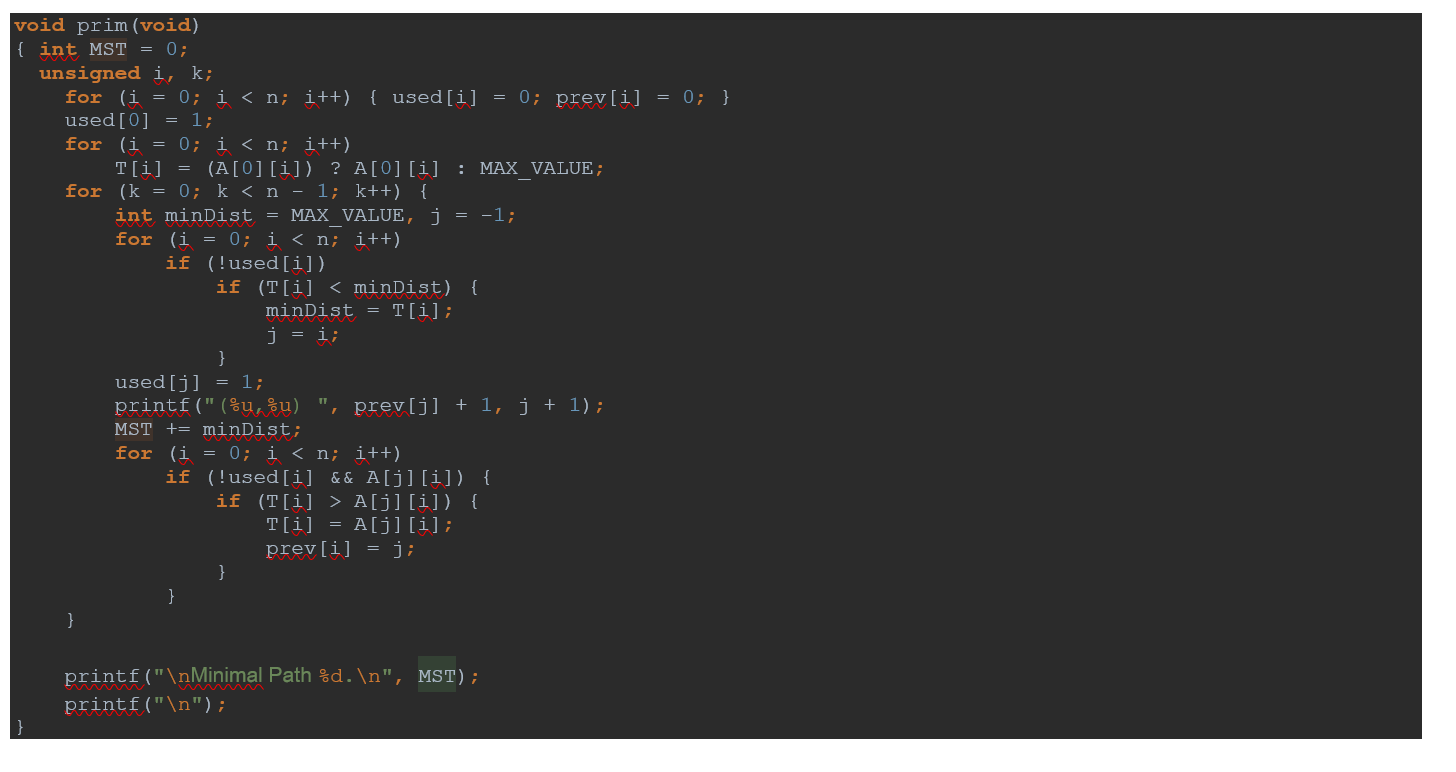 void prim(void)
{ int MST = 0;
  unsigned i, k;
    for (i = 0; i < n; i++) { used[i] = 0; prev[i] = 0; }
    used[0] = 1;
    for (i = 0; i < n; i++)
        T[i] = (A[0][i]) ? A[0][i] : MAX_VALUE;
    for (k = 0; k < n - 1; k++) {
        int minDist = MAX_VALUE, j = -1;
        for (i = 0; i < n; i++)
            if (!used[i])
                if (T[i] < minDist) {
                    minDist = T[i];
                    j = i;
                }
        used[j] = 1;
        printf("(%u,%u) ", prev[j] + 1, j + 1);
        MST += minDist;
        for (i = 0; i < n; i++)
            if (!used[i] && A[j][i]) {
                if (T[i] > A[j][i]) {
                    T[i] = A[j][i];
                    prev[i] = j;
                }
            }
    }

    printf("\nMinimal Path %d.\n", MST);
    printf("\n");
}